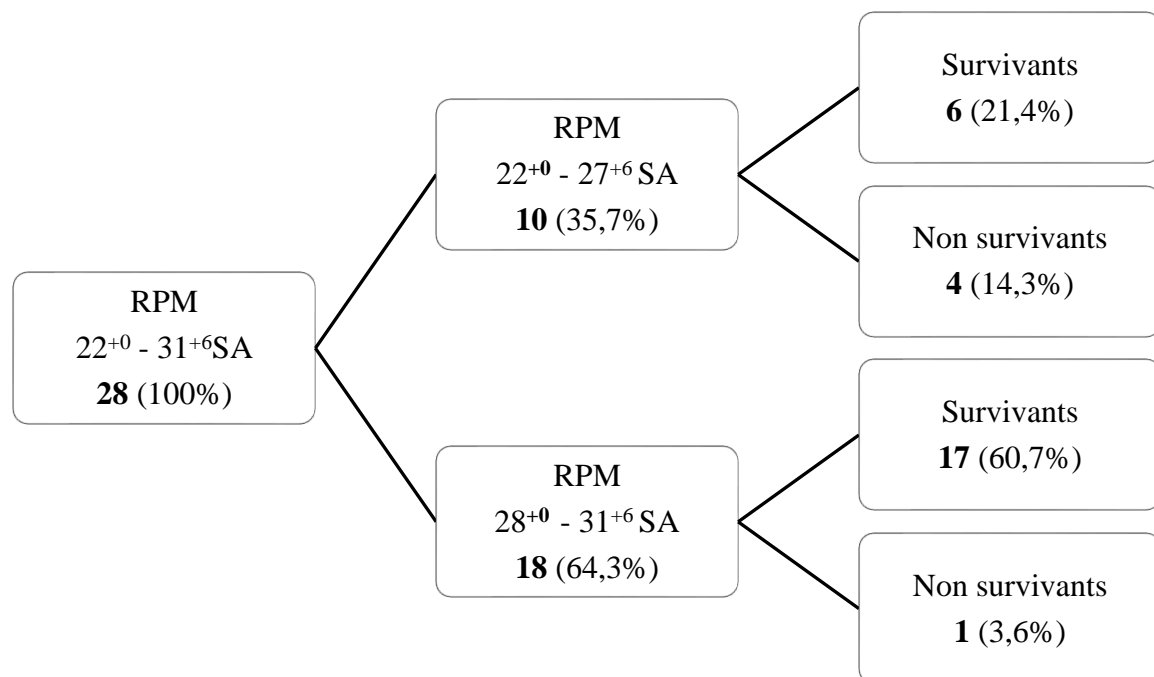 RPM
22+0 - 31+6SA
28 (100%)
RPM
22+0 - 27+6 SA
10 (35,7%)
RPM
28+0 - 31+6 SA
18 (64,3%)
Survivants
6 (21,4%)
Non survivants
4 (14,3%)
Survivants
17 (60,7%)
Non survivants
1 (3,6%)